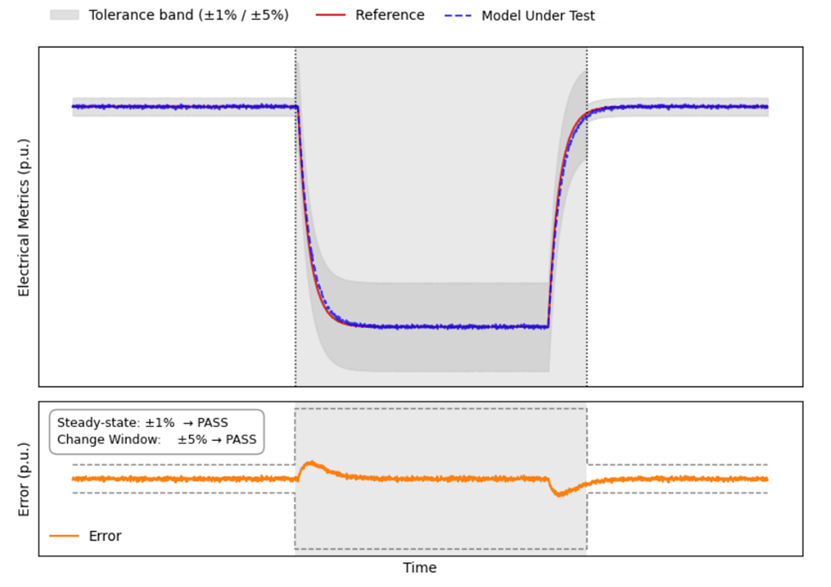 Tolerance band (±1% / ±5%) Reference Model Under Test
Electrical Metrics (p.u.)
Steady-state: ±1% → PASS
Change Window: ±5% → PASS
Error (p.u.)
Error
Time